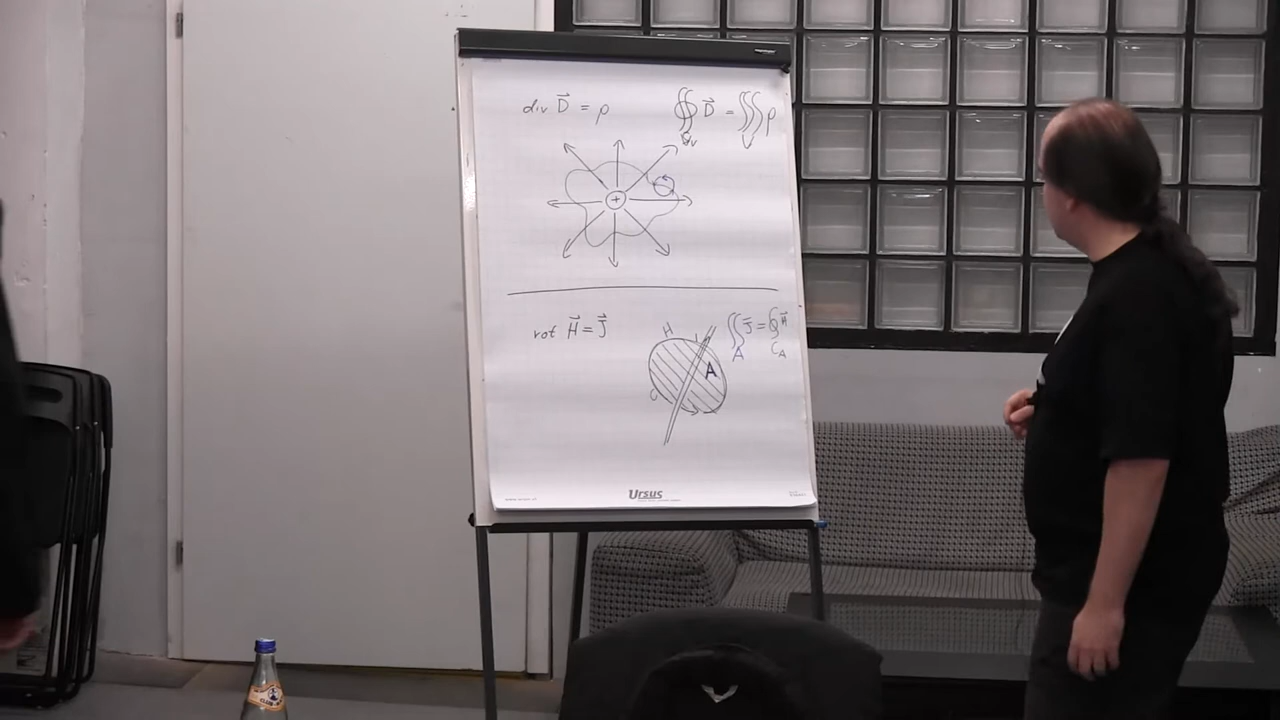 div D⃗ = ρ
∯ D⃗ = ∭ ρ
V
+
rot H⃗ = J⃗
H
∬ J⃗ = ∮ H⃗
A C_A
A
Ursus